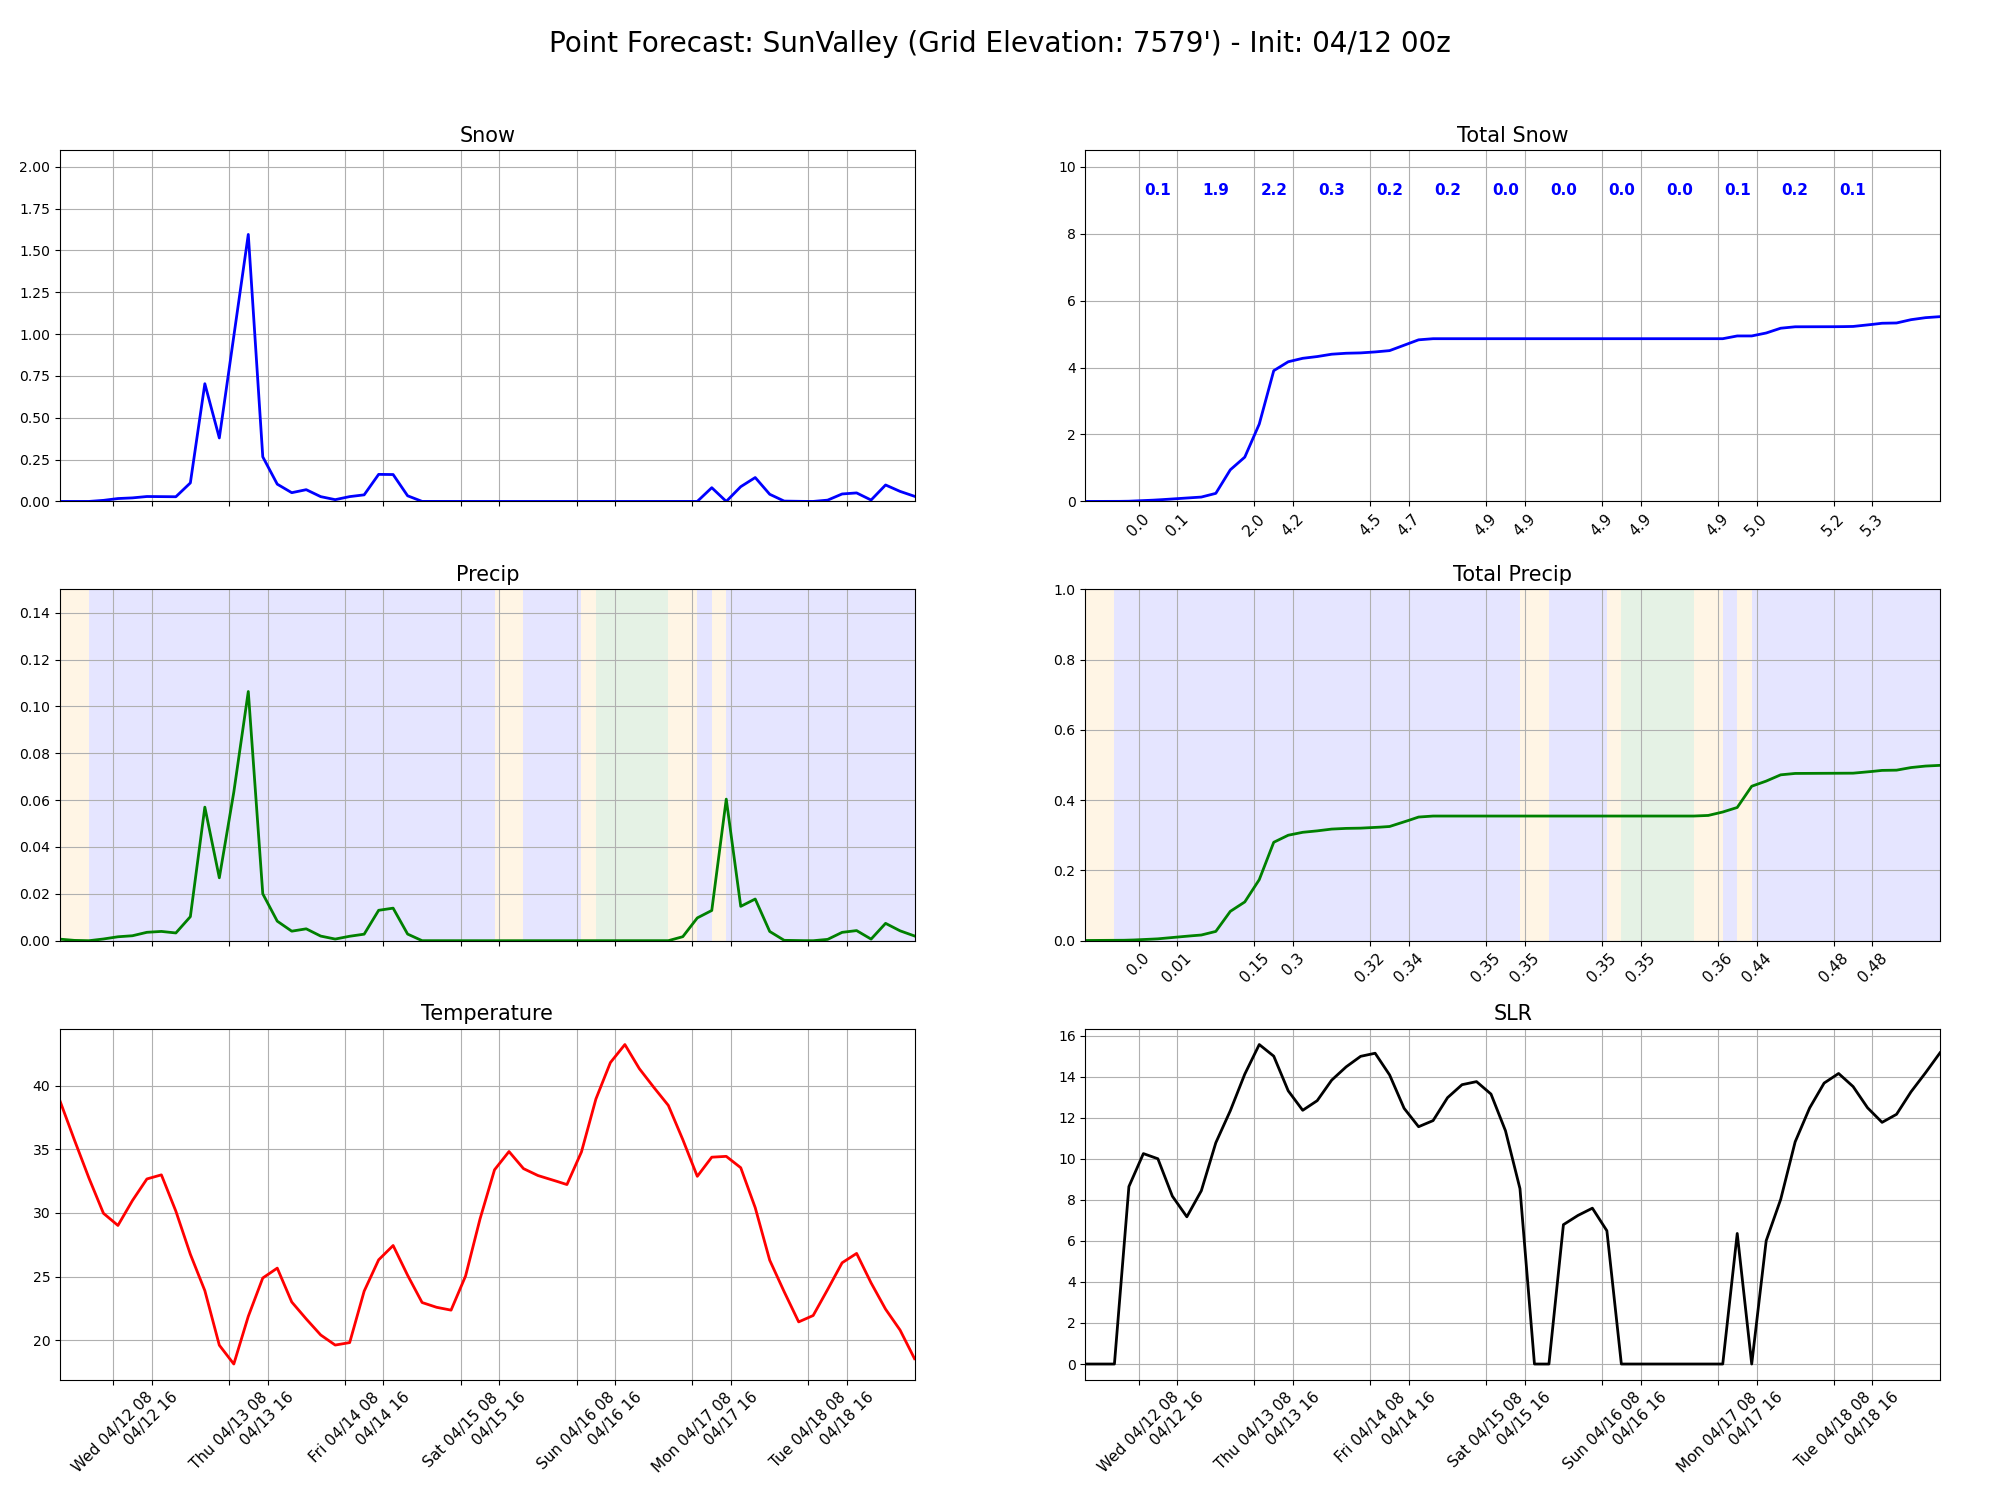 Point Forecast: SunValley (Grid Elevation: 7579') - Init: 04/12 00z
Snow
2.00
1.75
1.50
1.25
1.00
0.75
0.50
0.25
0.00
Total Snow
10
8
6
4
2
0
0.1 1.9 2.2 0.3 0.2 0.2 0.0 0.0 0.0 0.0 0.1 0.2 0.1
0.0 0.1 2.0 4.2 4.5 4.7 4.9 4.9 4.9 4.9 4.9 5.0 5.2 5.3
Precip
0.14
0.12
0.10
0.08
0.06
0.04
0.02
0.00
Total Precip
1.0
0.8
0.6
0.4
0.2
0.0
0.0 0.01 0.15 0.3 0.32 0.34 0.35 0.35 0.35 0.35 0.36 0.44 0.48 0.48
Temperature
40
35
30
25
20
Wed 04/12 08
04/12 16
Thu 04/13 08
04/13 16
Fri 04/14 08
04/14 16
Sat 04/15 08
04/15 16
Sun 04/16 08
04/16 16
Mon 04/17 08
04/17 16
Tue 04/18 08
04/18 16
SLR
16
14
12
10
8
6
4
2
0
Wed 04/12 08
04/12 16
Thu 04/13 08
04/13 16
Fri 04/14 08
04/14 16
Sat 04/15 08
04/15 16
Sun 04/16 08
04/16 16
Mon 04/17 08
04/17 16
Tue 04/18 08
04/18 16